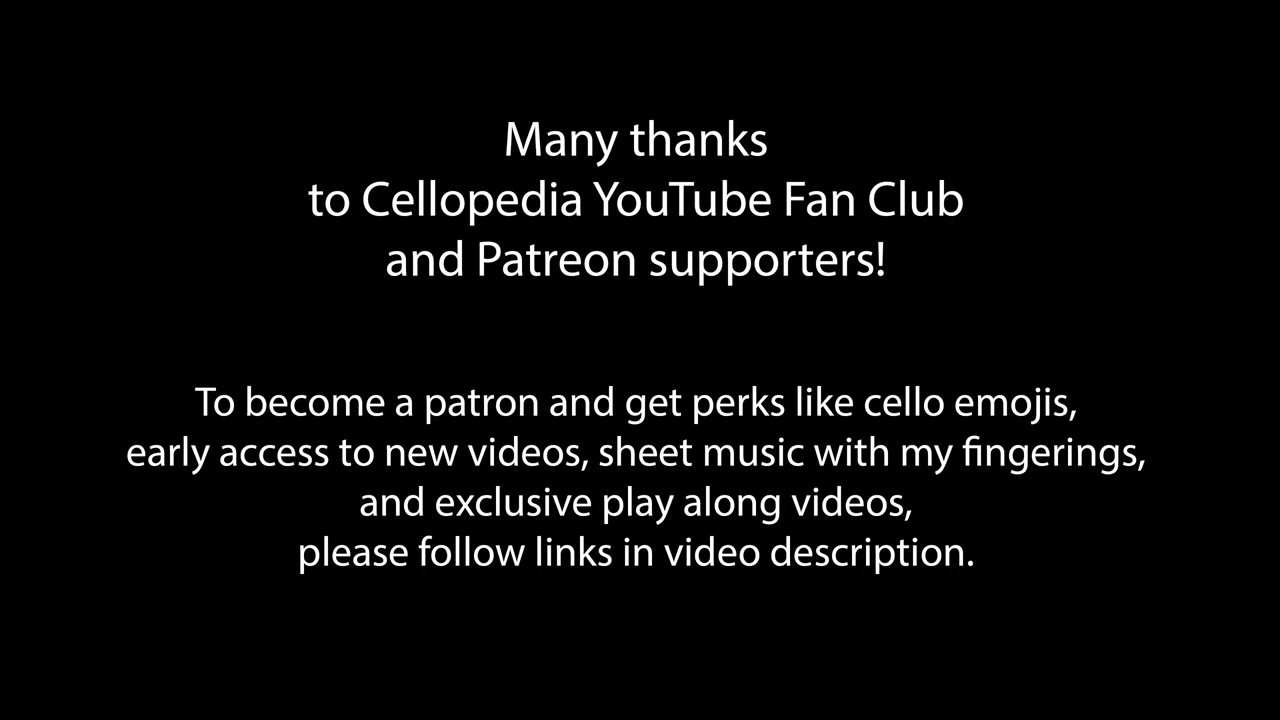 Many thanks
to Cellopedia YouTube Fan Club
and Patreon supporters!
To become a patron and get perks like cello emojis,
early access to new videos, sheet music with my fingerings,
and exclusive play along videos,
please follow links in video description.